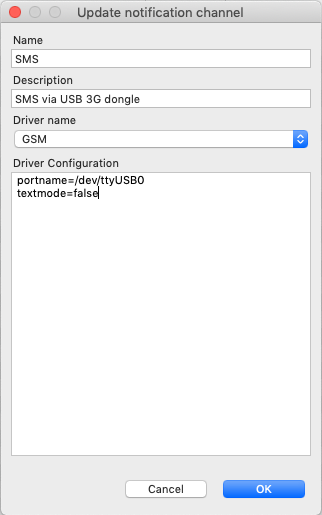 Update notification channel
Name
SMS
Description
SMS via USB 3G dongle
Driver name
GSM
Driver Configuration
portname=/dev/ttyUSB0
textmode=false
Cancel
OK